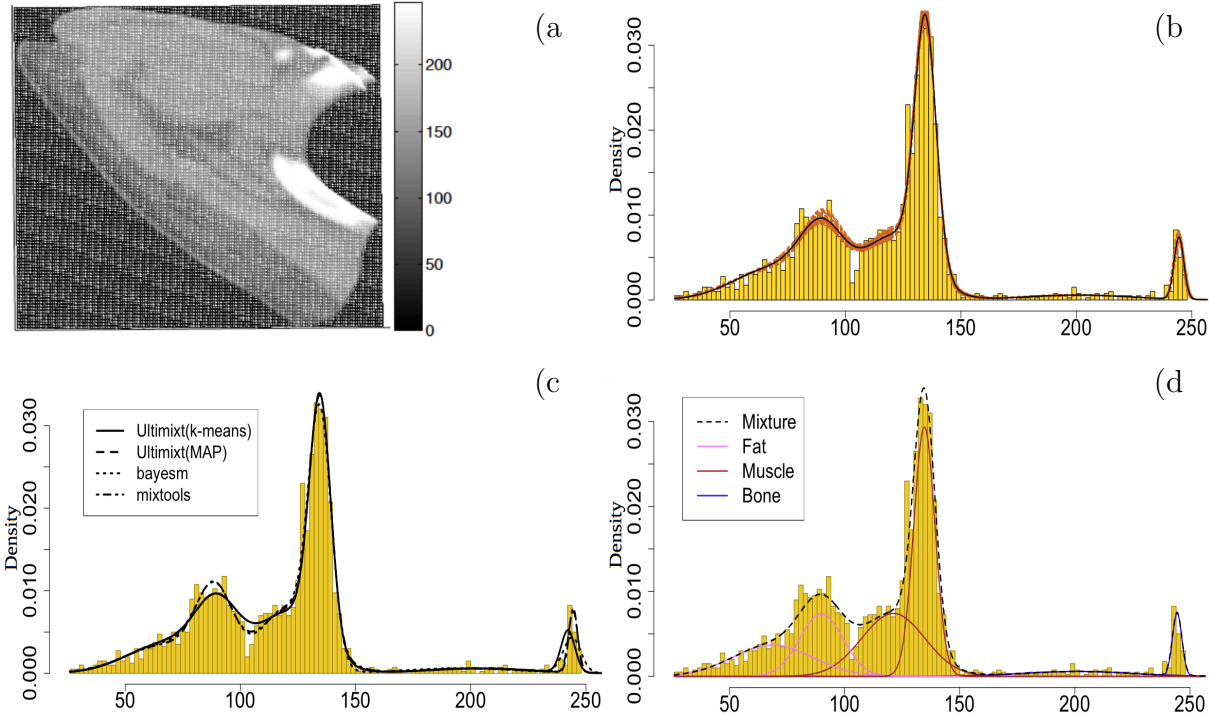 (a
200
150
100
50
0
(b
Density
0.030
0.020
0.010
0.000
50 100 150 200 250
(c
Ultimixt(k-means)
Ultimixt(MAP)
bayesm
mixtools
Density
0.030
0.020
0.010
0.000
50 100 150 200 250
(d
Mixture
Fat
Muscle
Bone
Density
0.030
0.020
0.010
0.000
50 100 150 200 250